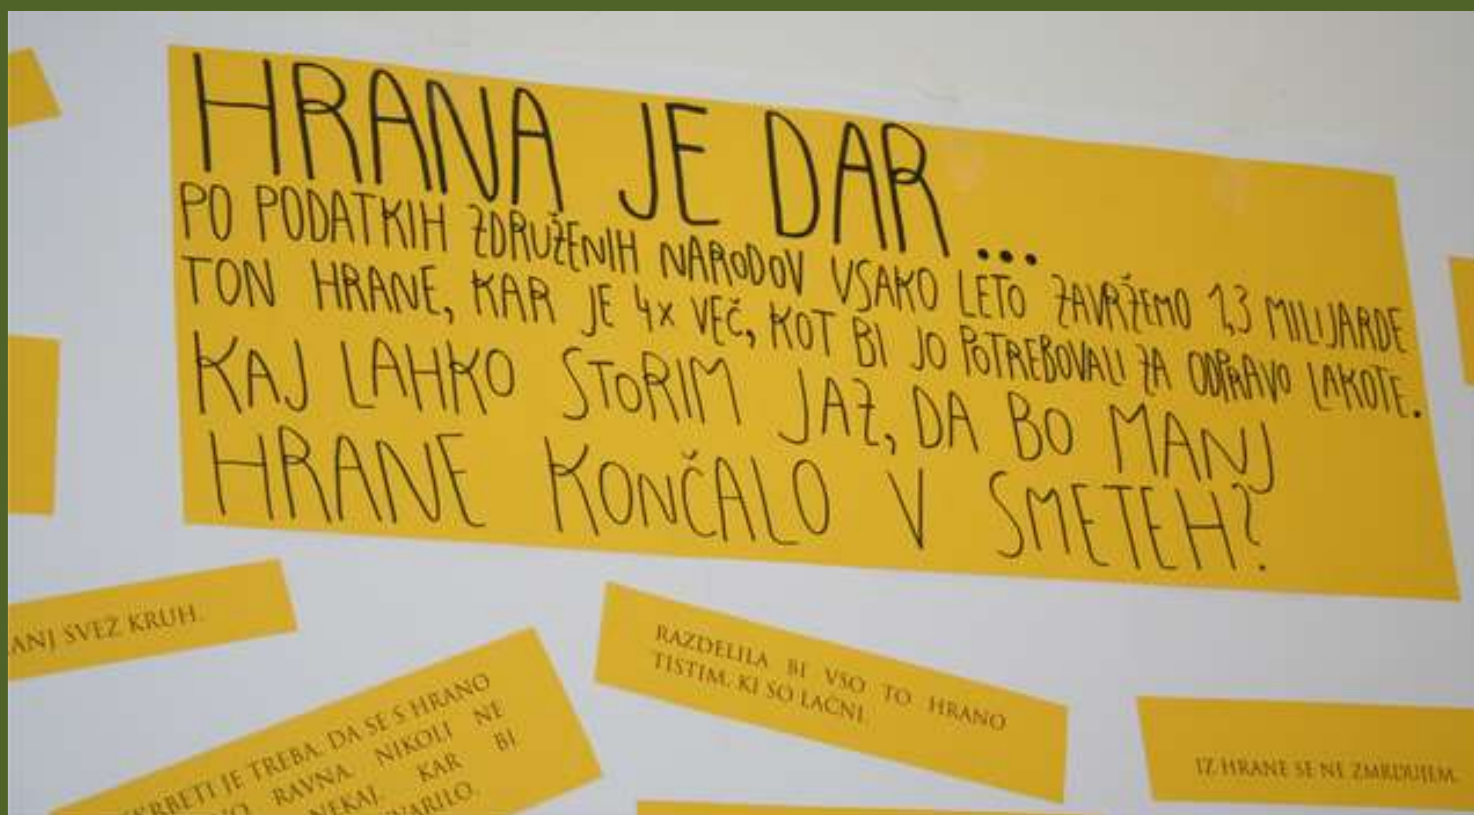 HRANA JE DAR...
PO PODATKIH ZDRUŽENIH NARODOV VSAKO LETO ZAVRŽEMO 1,3 MILIJARDE
TON HRANE, KAR JE 4x VEČ, KOT BI JO POTREBOVALI ZA ODPRAVO LAKOTE.
KAJ LAHKO STORIM JAZ, DA BO MANJ
HRANE KONČALO V SMETEH?
SVEŽ KRUH.
RAZDELILA BI VSO TO HRANO
TISTIM, KI SO LAČNI.
JE TREBA, DA SE S HRANO
RAVNA. NIKOLI NE
NEKAJ, KAR BI
IZ HRANE SE NE ZMRDUJEM.